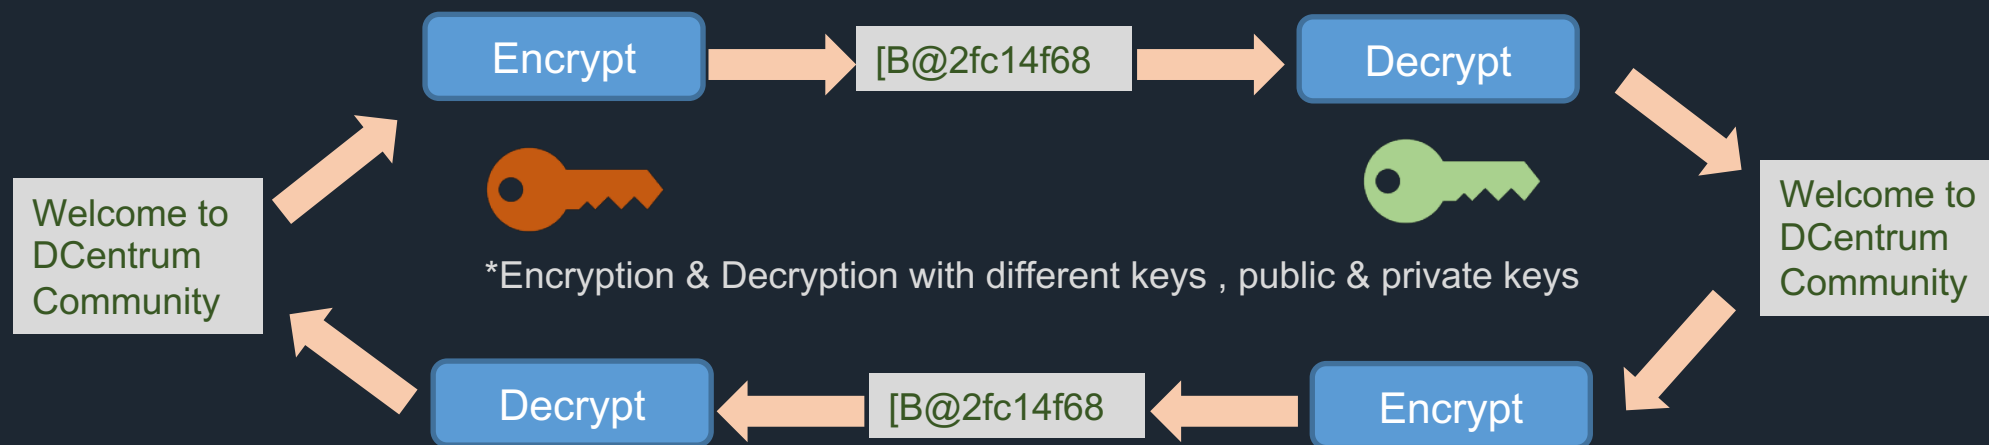 Encrypt
[B@2fc14f68
Decrypt
Welcome to
DCentrum
Community
Welcome to
DCentrum
Community
*Encryption & Decryption with different keys , public & private keys
Decrypt
[B@2fc14f68
Encrypt